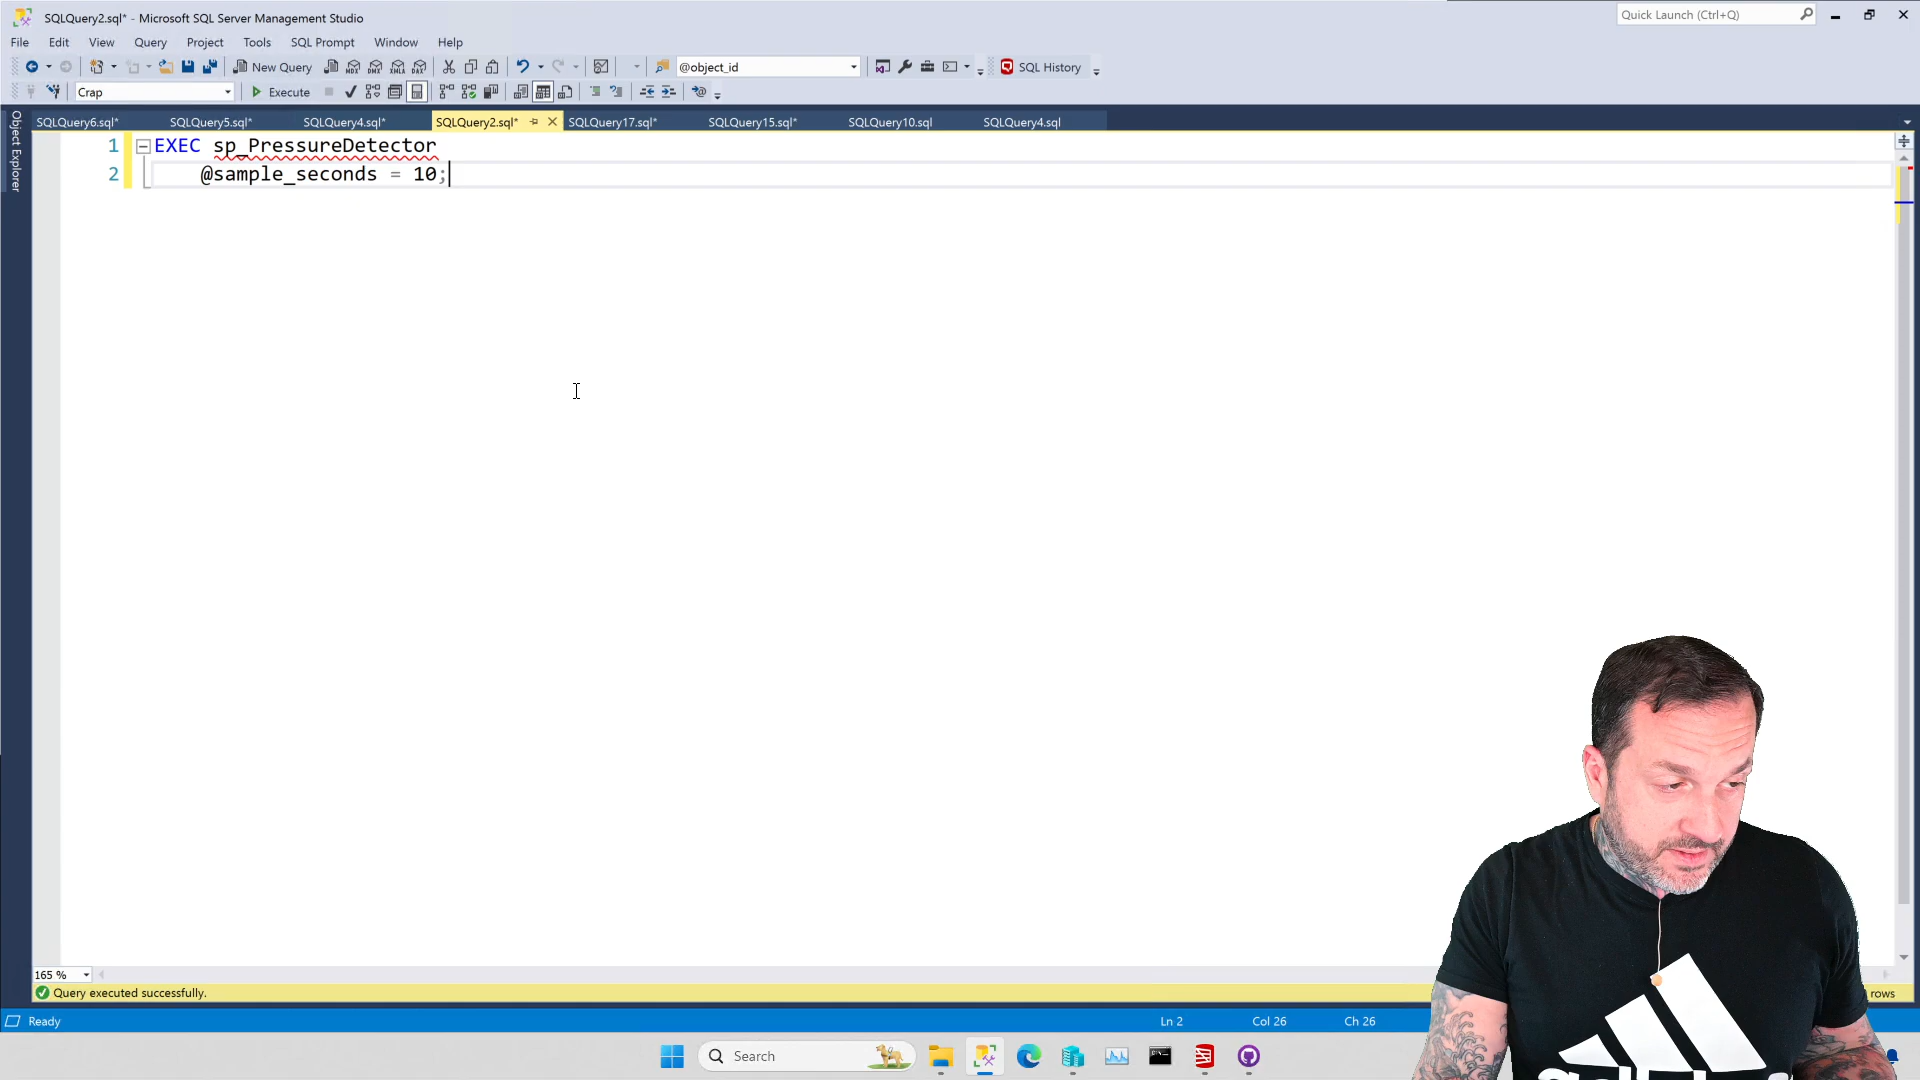 SQLQuery2.sql* - Microsoft SQL Server Management Studio
Quick Launch (Ctrl+Q)
File Edit View Query Project Tools SQL Prompt Window Help
New Query @object_id SQL History
Crap Execute
SQLQuery6.sql* SQLQuery5.sql* SQLQuery4.sql* SQLQuery2.sql* SQLQuery17.sql* SQLQuery15.sql* SQLQuery10.sql SQLQuery4.sql
Object Explorer
1 EXEC sp_PressureDetector
2 @sample_seconds = 10;
165 %
Query executed successfully.
rows
Ready Ln 2 Col 26 Ch 26
Search